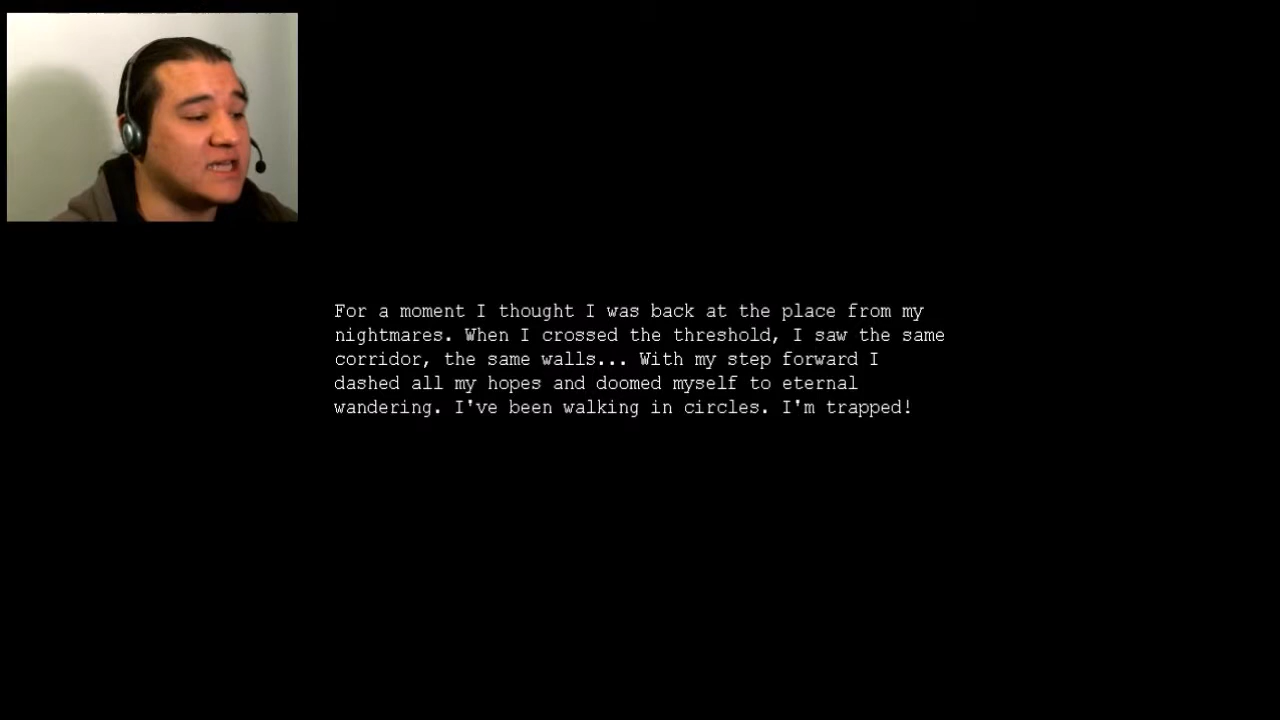 For a moment I thought I was back at the place from my
nightmares. When I crossed the threshold, I saw the same
corridor, the same walls... With my step forward I
dashed all my hopes and doomed myself to eternal
wandering. I've been walking in circles. I'm trapped!